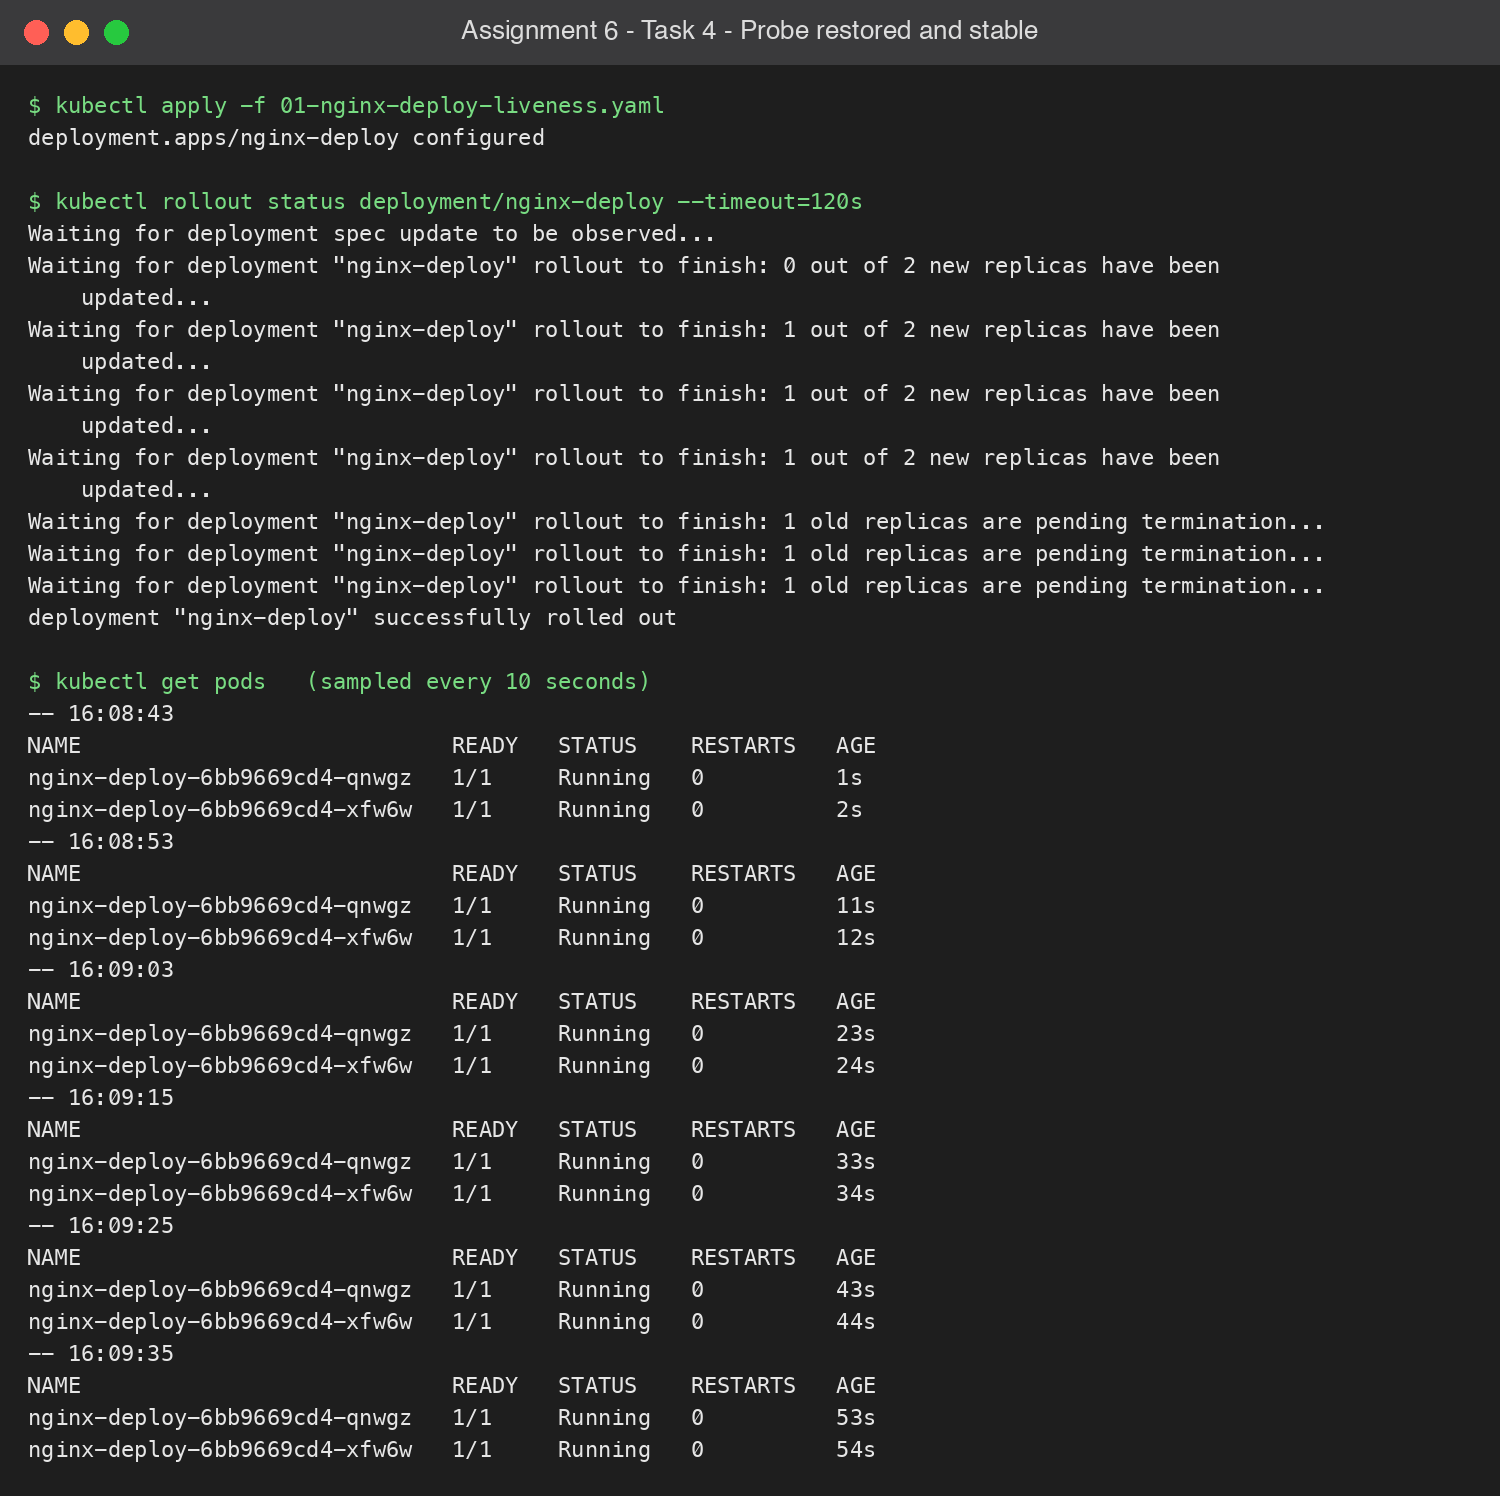 Assignment 6 - Task 4 - Probe restored and stable
$ kubectl apply -f 01-nginx-deploy-liveness.yaml
deployment.apps/nginx-deploy configured
$ kubectl rollout status deployment/nginx-deploy --timeout=120s
Waiting for deployment spec update to be observed...
Waiting for deployment "nginx-deploy" rollout to finish: 0 out of 2 new replicas have been
updated...
Waiting for deployment "nginx-deploy" rollout to finish: 1 out of 2 new replicas have been
updated...
Waiting for deployment "nginx-deploy" rollout to finish: 1 out of 2 new replicas have been
updated...
Waiting for deployment "nginx-deploy" rollout to finish: 1 out of 2 new replicas have been
updated...
Waiting for deployment "nginx-deploy" rollout to finish: 1 old replicas are pending termination...
Waiting for deployment "nginx-deploy" rollout to finish: 1 old replicas are pending termination...
Waiting for deployment "nginx-deploy" rollout to finish: 1 old replicas are pending termination...
deployment "nginx-deploy" successfully rolled out
$ kubectl get pods   (sampled every 10 seconds)
-- 16:08:43
NAME                            READY   STATUS    RESTARTS   AGE
nginx-deploy-6bb9669cd4-qnwgz   1/1     Running   0          1s
nginx-deploy-6bb9669cd4-xfw6w   1/1     Running   0          2s
-- 16:08:53
NAME                            READY   STATUS    RESTARTS   AGE
nginx-deploy-6bb9669cd4-qnwgz   1/1     Running   0          11s
nginx-deploy-6bb9669cd4-xfw6w   1/1     Running   0          12s
-- 16:09:03
NAME                            READY   STATUS    RESTARTS   AGE
nginx-deploy-6bb9669cd4-qnwgz   1/1     Running   0          23s
nginx-deploy-6bb9669cd4-xfw6w   1/1     Running   0          24s
-- 16:09:15
NAME                            READY   STATUS    RESTARTS   AGE
nginx-deploy-6bb9669cd4-qnwgz   1/1     Running   0          33s
nginx-deploy-6bb9669cd4-xfw6w   1/1     Running   0          34s
-- 16:09:25
NAME                            READY   STATUS    RESTARTS   AGE
nginx-deploy-6bb9669cd4-qnwgz   1/1     Running   0          43s
nginx-deploy-6bb9669cd4-xfw6w   1/1     Running   0          44s
-- 16:09:35
NAME                            READY   STATUS    RESTARTS   AGE
nginx-deploy-6bb9669cd4-qnwgz   1/1     Running   0          53s
nginx-deploy-6bb9669cd4-xfw6w   1/1     Running   0          54s